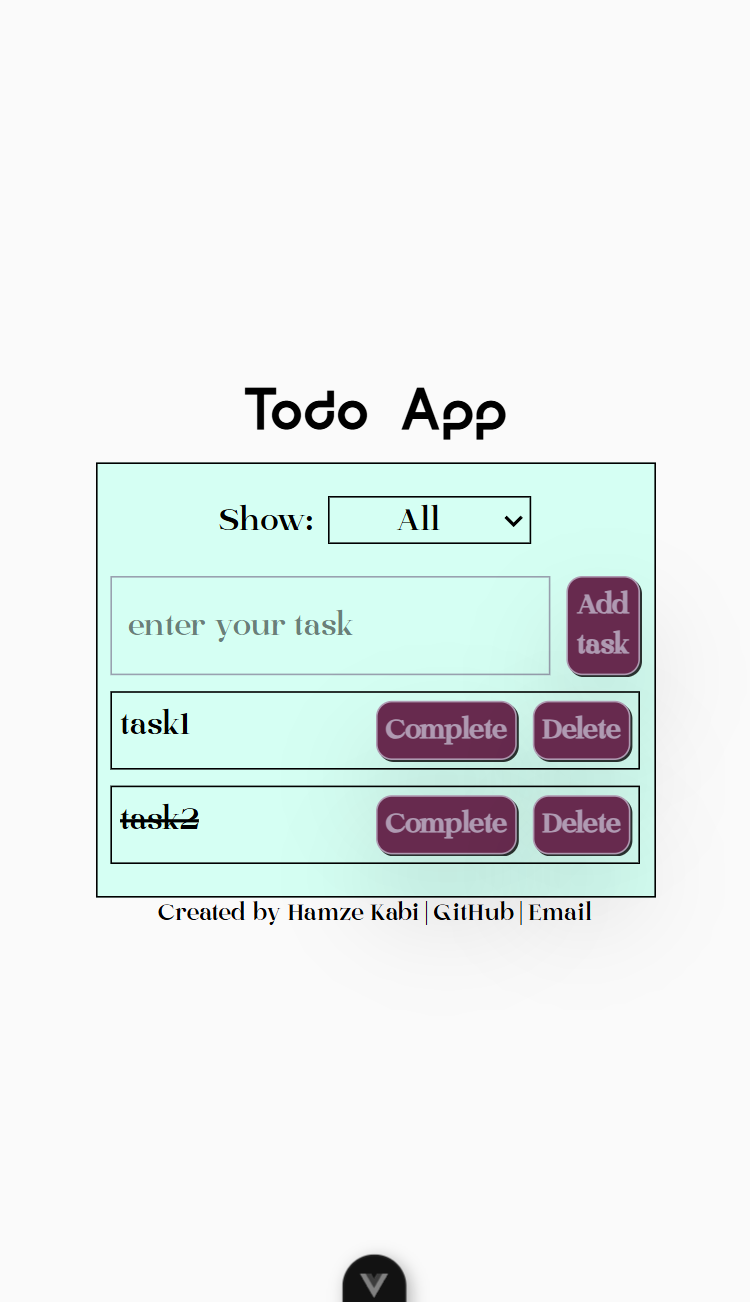 Todo App
Show: All
enter your task
Add
task
task1 Complete Delete
task2 Complete Delete
Created by Hamze Kabi | GitHub | Email